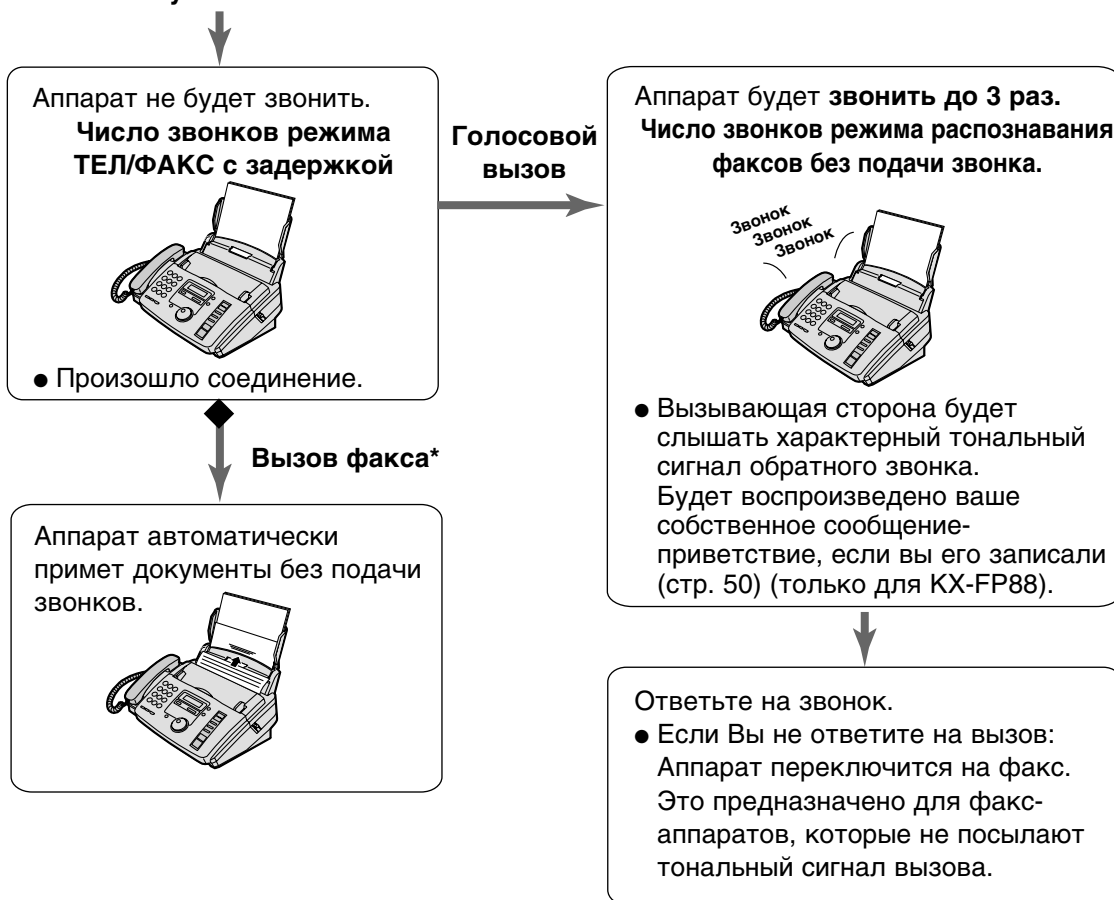 Аппарат не будет звонить.
Число звонков режима
ТЕЛ/ФАКС с задержкой
● Произошло соединение.
Голосовой
вызов
Аппарат будет звонить до 3 раз.
Число звонков режима распознавания
факсов без подачи звонка.
Звонок
Звонок
Звонок
● Вызывающая сторона будет
слышать характерный тональный
сигнал обратного звонка.
Будет воспроизведено ваше
собственное сообщение-
приветствие, если вы его записали
(стр. 50) (только для KX-FP88).
Вызов факса*
Аппарат автоматически
примет документы без подачи
звонков.
Ответьте на звонок.
● Если Вы не ответите на вызов:
Аппарат переключится на факс.
Это предназначено для факс-
аппаратов, которые не посылают
тональный сигнал вызова.